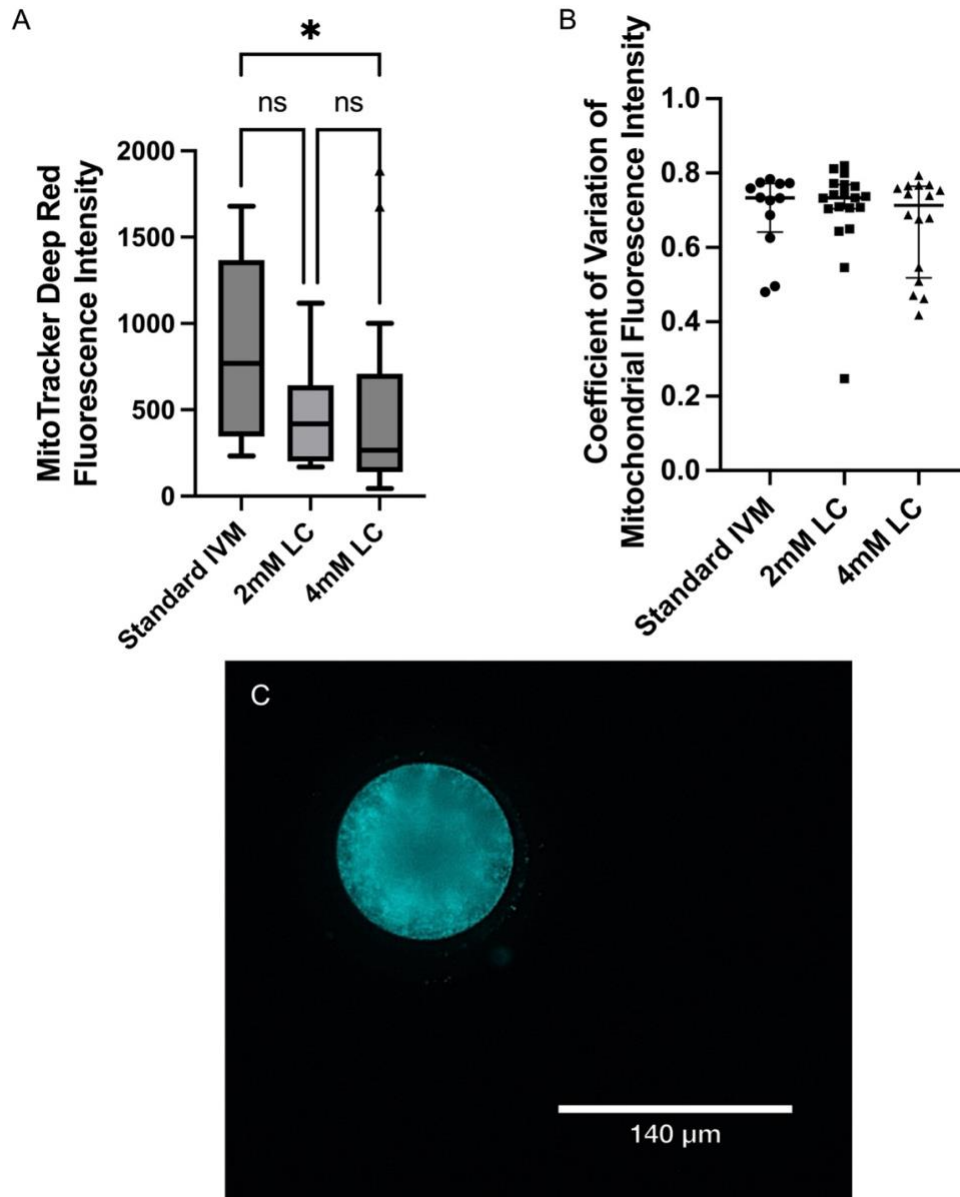 A
*
ns
ns
MitoTracker Deep Red
Fluorescence Intensity
2000
1500
1000
500
0
Standard IVM
2mM LC
4mM LC
B
Coefficient of Variation of
Mitochondrial Fluorescence Intensity
1.0
0.8
0.6
0.4
0.2
0.0
Standard IVM
2mM LC
4mM LC
C
140 µm